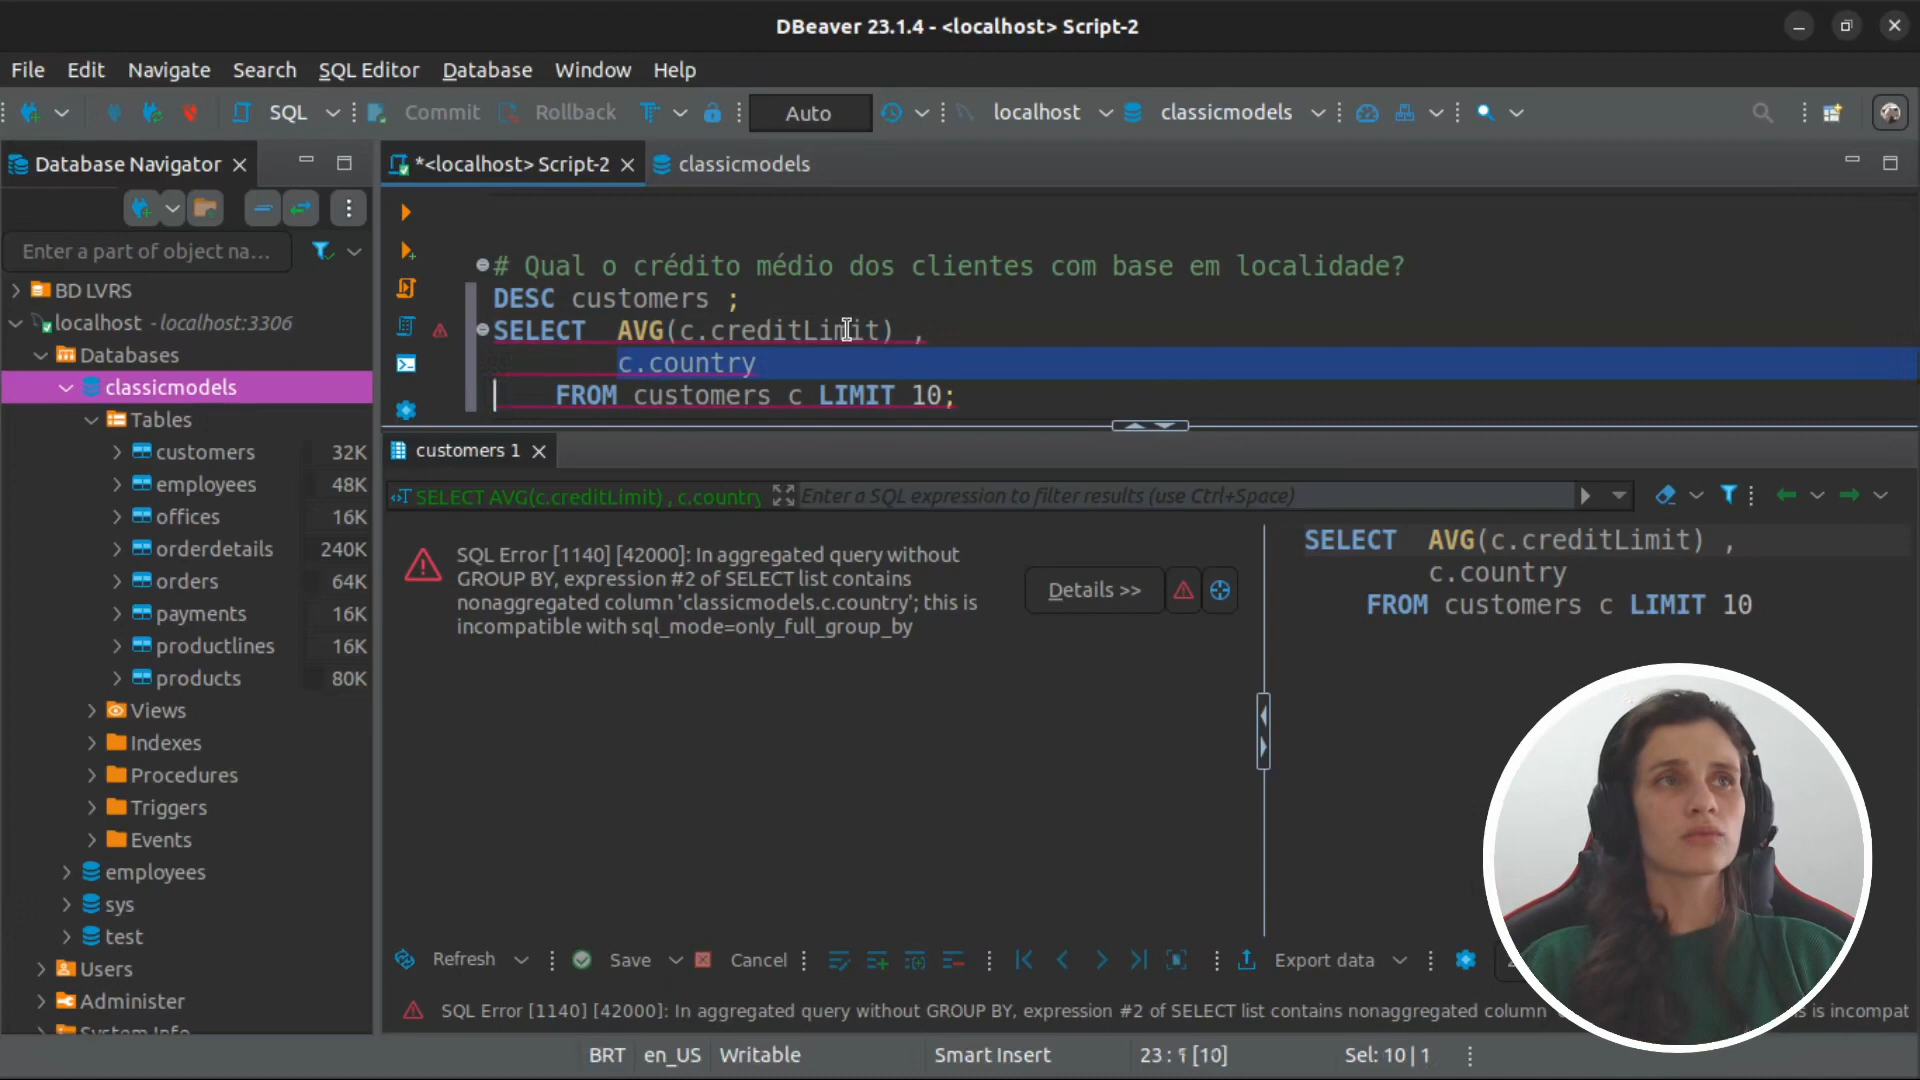 DBeaver 23.1.4 - <localhost> Script-2
File Edit Navigate Search SQL Editor Database Window Help
SQL Commit Rollback Auto localhost classicmodels
Database Navigator
*<localhost> Script-2 classicmodels
Enter a part of object na...
BD LVRS
localhost - localhost:3306
Databases
classicmodels
Tables
customers 32K
employees 48K
offices 16K
orderdetails 240K
orders 64K
payments 16K
productlines 16K
products 80K
Views
Indexes
Procedures
Triggers
Events
employees
sys
test
Users
Administer
System Info
# Qual o crédito médio dos clientes com base em localidade?
DESC customers ;
SELECT AVG(c.creditLimit) ,
c.country
FROM customers c LIMIT 10;
customers 1
SELECT AVG(c.creditLimit) , c.country
Enter a SQL expression to filter results (use Ctrl+Space)
SQL Error [1140] [42000]: In aggregated query without
GROUP BY, expression #2 of SELECT list contains
nonaggregated column 'classicmodels.c.country'; this is
incompatible with sql_mode=only_full_group_by
Details >>
SELECT AVG(c.creditLimit) ,
c.country
FROM customers c LIMIT 10
Refresh Save Cancel Export data
SQL Error [1140] [42000]: In aggregated query without GROUP BY, expression #2 of SELECT list contains nonaggregated column
is incompat
BRT en_US Writable Smart Insert 23 : 1 [10] Sel: 10 | 1